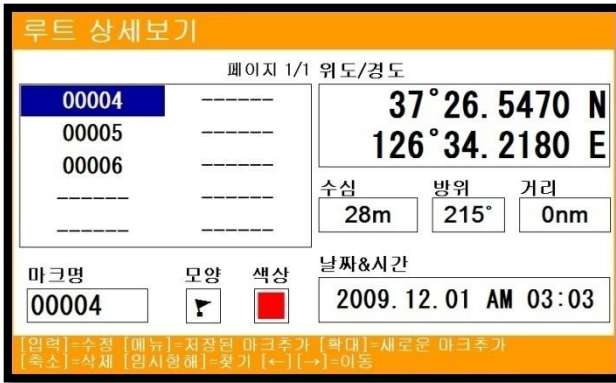 루트 상세보기
페이지 1/1
00004 ------
00005 ------
00006 ------
------ ------
------ ------
위도/경도
37°26.5470 N
126°34.2180 E
수심 방위 거리
28m 215° 0nm
마크명 모양 색상
00004
날짜&시간
2009.12.01 AM 03:03
[입력]=수정 [메뉴]=저장된 마크추가 [확대]=새로운 마크추가
[축소]=삭제 [임시항해]=찾기 [←][→]=이동